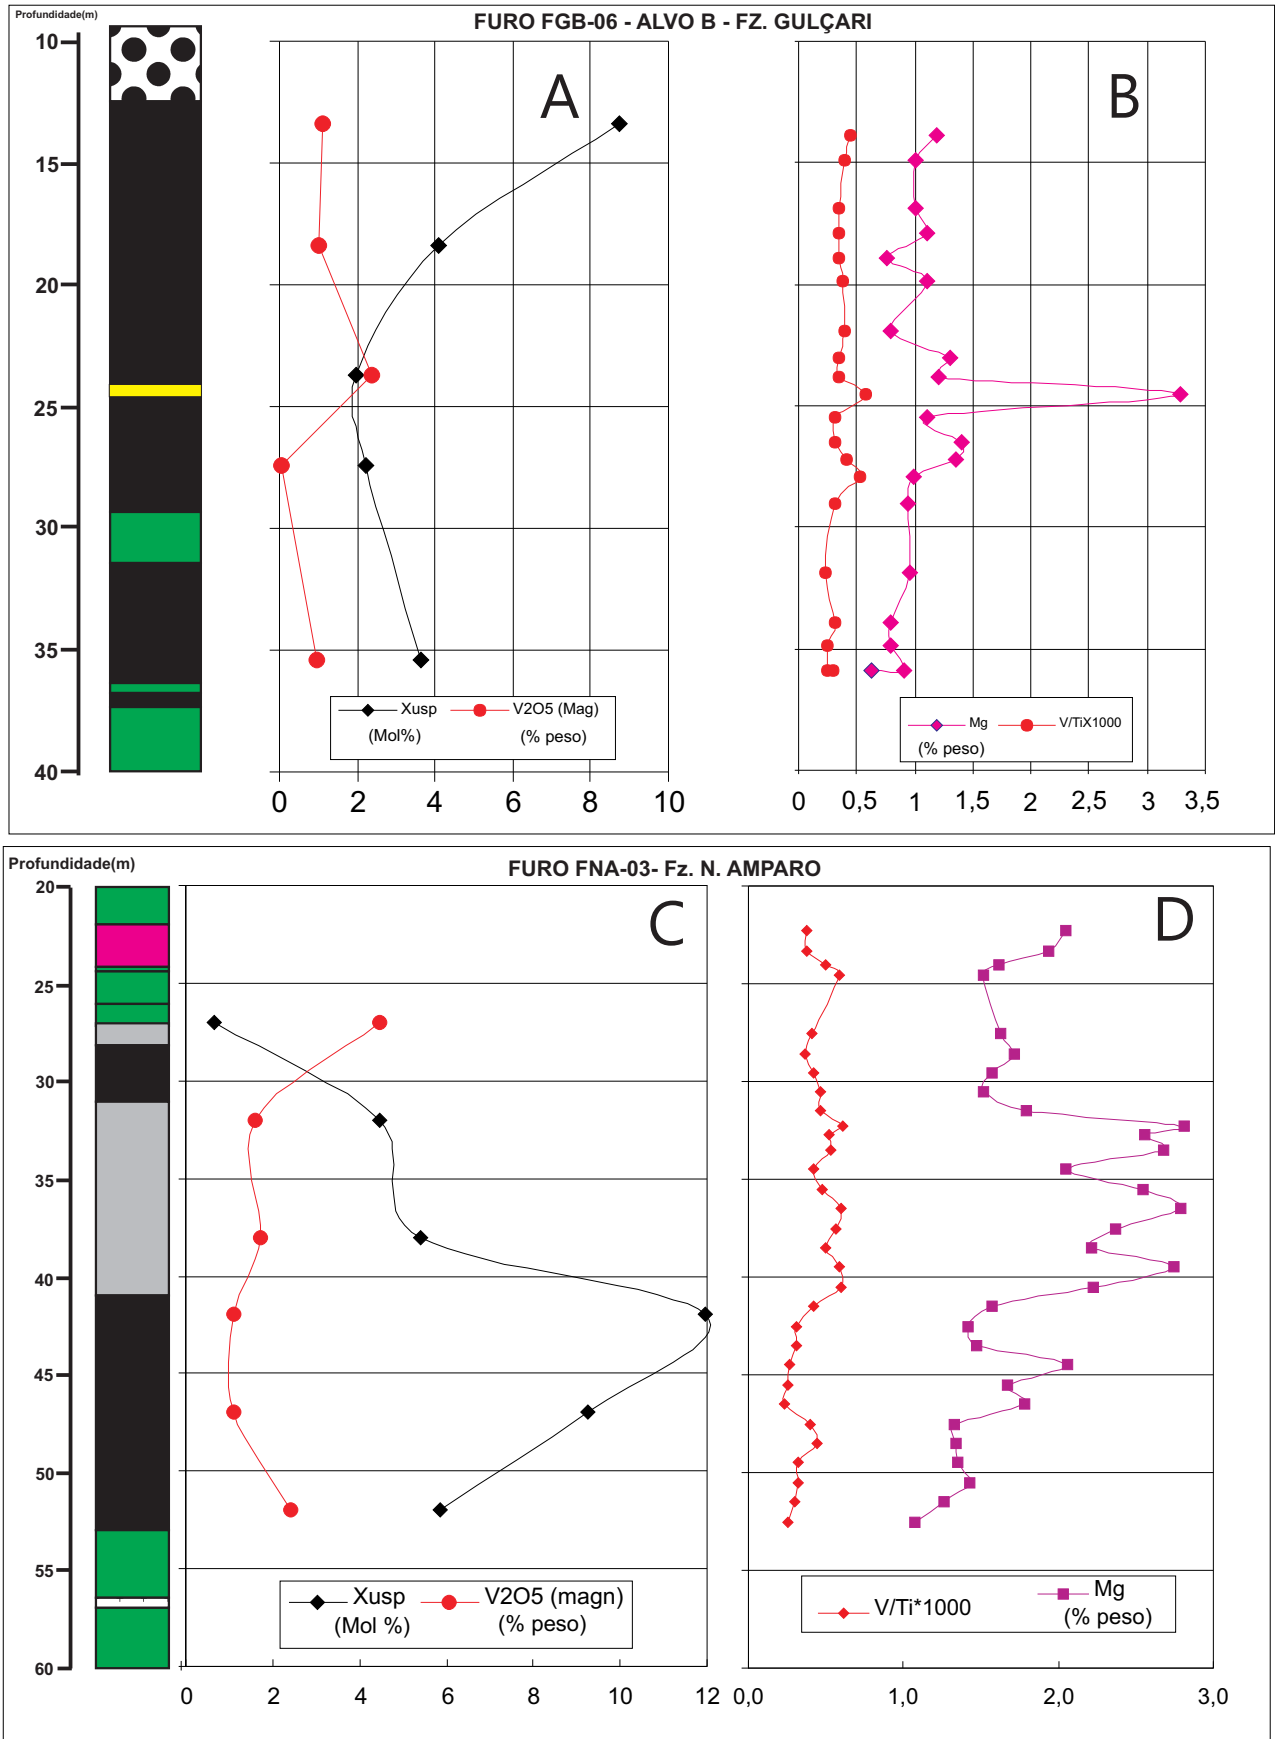 Profundidade(m)
FURO FGB-06 - ALVO B - FZ. GULÇARI
10
15
20
25
30
35
40
A
Xusp
(Mol%)
V2O5 (Mag)
(% peso)
0 2 4 6 8 10
B
Mg
(% peso)
V/TiX1000
0 0,5 1 1,5 2 2,5 3 3,5
Profundidade(m)
FURO FNA-03- Fz. N. AMPARO
20
25
30
35
40
45
50
55
60
C
Xusp
(Mol %)
V2O5 (magn)
(% peso)
0 2 4 6 8 10 12
D
V/Ti*1000
Mg
(% peso)
0,0 1,0 2,0 3,0